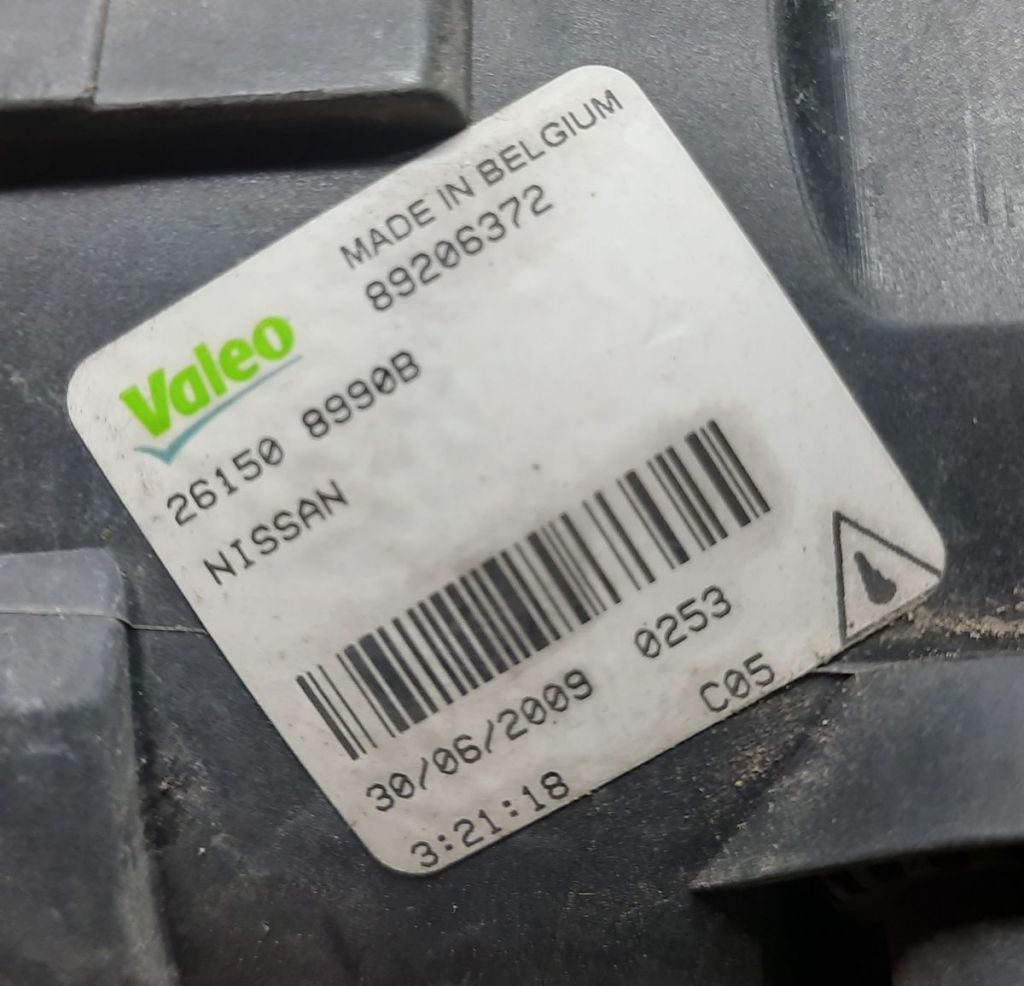 MADE IN BELGIUM
89206372
Valeo
26150 8990B
NISSAN
30/06/2009 0253
3:21:18 C05